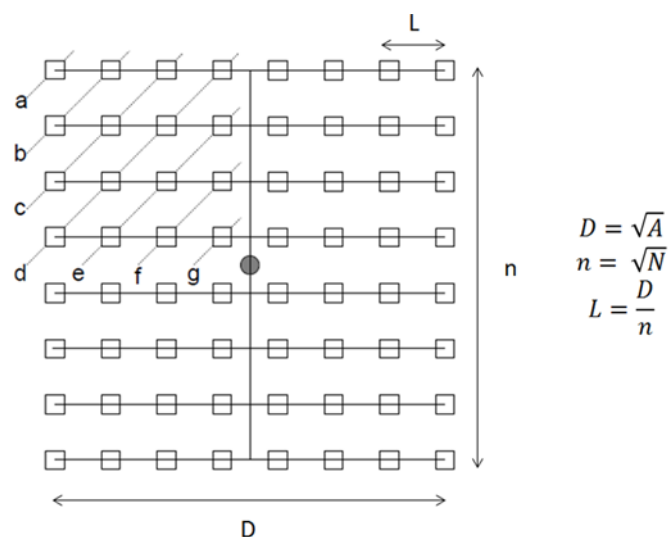 L
a
b
c
d e f g
n
D = √A
n = √N
L = D/n
D